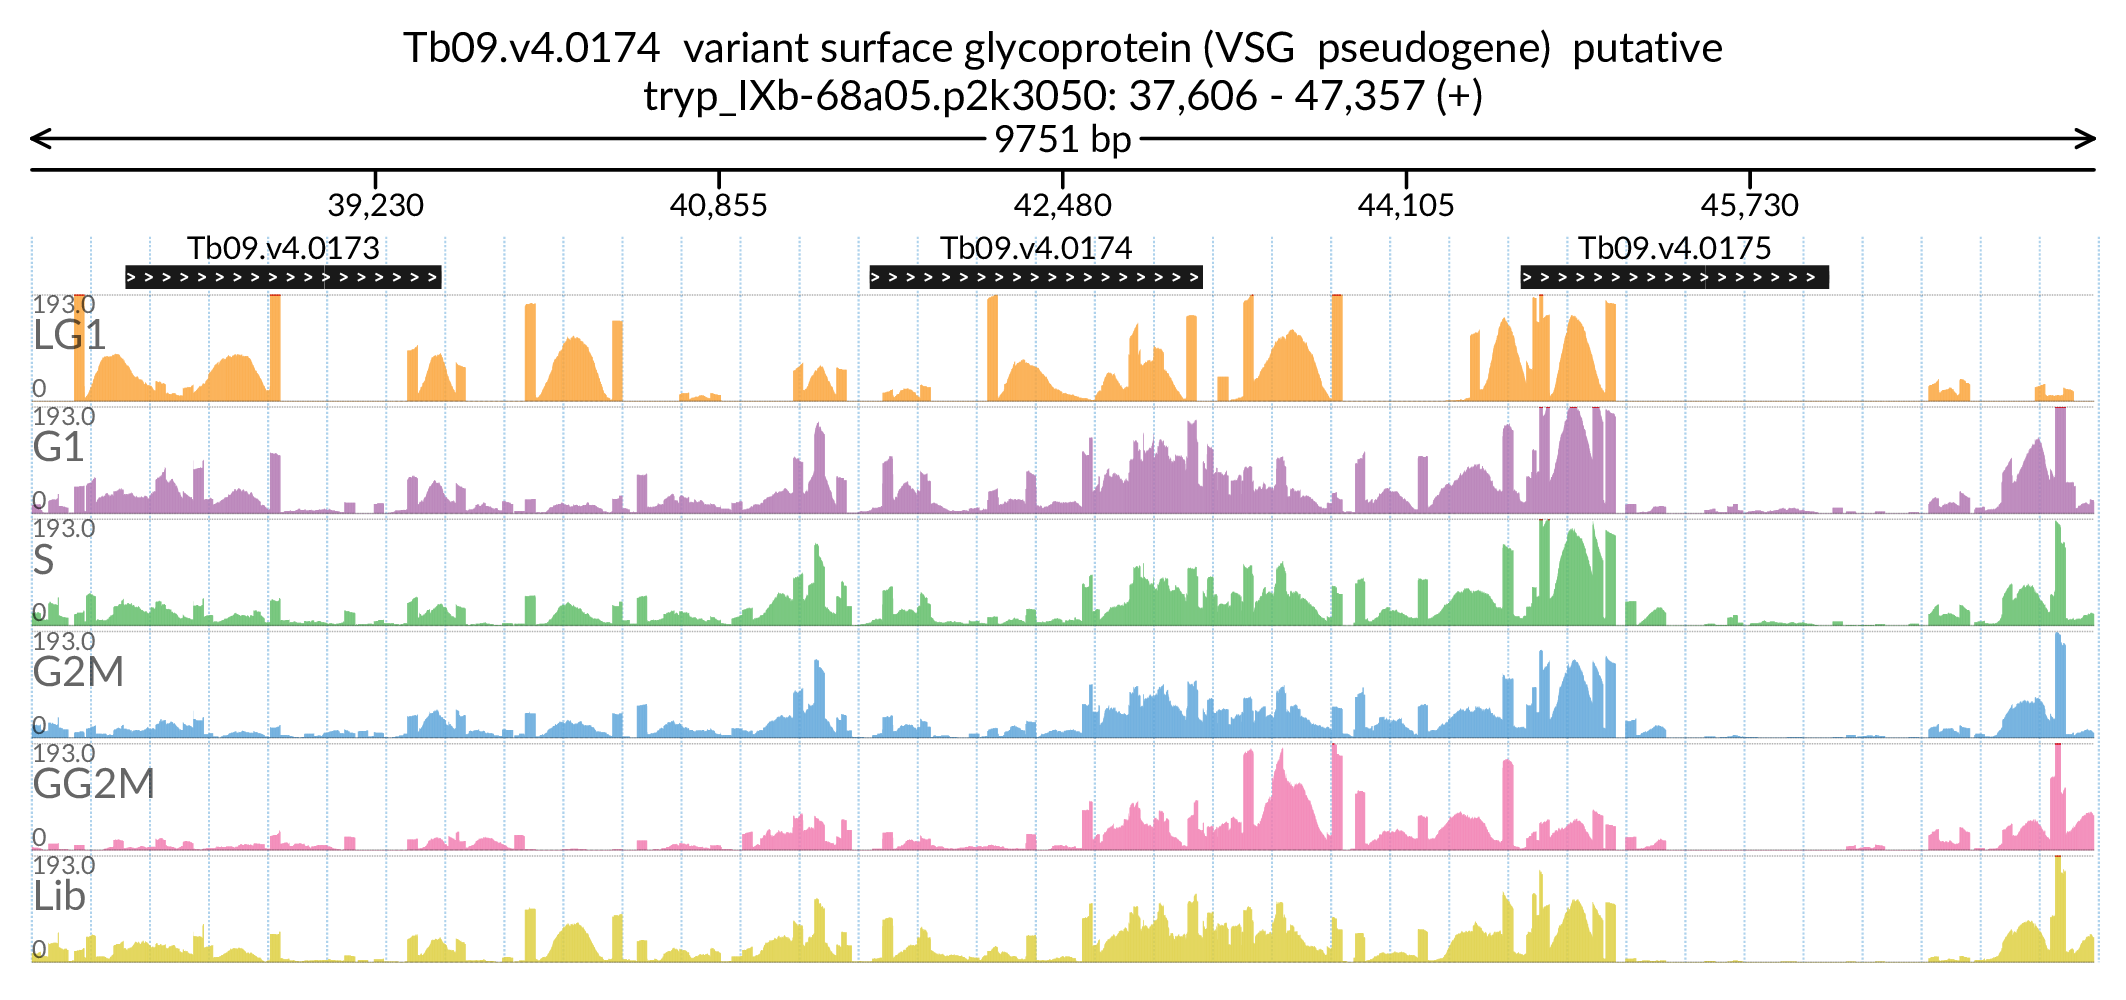 Tb09.v4.0174 variant surface glycoprotein (VSG pseudogene) putative
tryp_IXb-68a05.p2k3050: 37,606 - 47,357 (+)
9751 bp
39,230 40,855 42,480 44,105 45,730
Tb09.v4.0173 Tb09.v4.0174 Tb09.v4.0175
193.0
LG1
0
193.0
G1
0
193.0
S
0
193.0
G2M
0
193.0
GG2M
0
193.0
Lib
0